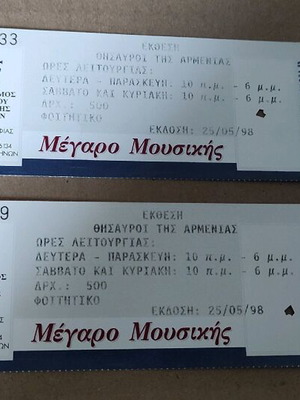 33
ΕΚΘΕΣΗ
ΘΗΣΑΥΡΟΙ ΤΗΣ ΑΡΜΕΝΙΑΣ
ΩΡΕΣ ΛΕΙΤΟΥΡΓΙΑΣ:
ΔΕΥΤΕΡΑ - ΠΑΡΑΣΚΕΥΗ: 10 π.μ. - 6 μ.μ.
ΣΑΒΒΑΤΟ ΚΑΙ ΚΥΡΙΑΚΗ: 10 π.μ. - 6 μ.μ.
ΔΡΧ.: 500
ΦΟΙΤΗΤΙΚΟ
ΕΚΔΟΣΗ: 25/05/98
Μέγαρο Μουσικής
9
ΕΚΘΕΣΗ
ΘΗΣΑΥΡΟΙ ΤΗΣ ΑΡΜΕΝΙΑΣ
ΩΡΕΣ ΛΕΙΤΟΥΡΓΙΑΣ:
ΔΕΥΤΕΡΑ - ΠΑΡΑΣΚΕΥΗ: 10 π.μ. - 6 μ.μ.
ΣΑΒΒΑΤΟ ΚΑΙ ΚΥΡΙΑΚΗ: 10 π.μ. - 6 μ.μ.
ΔΡΧ.: 500
ΦΟΙΤΗΤΙΚΟ
ΕΚΔΟΣΗ: 25/05/98
Μέγαρο Μουσικής